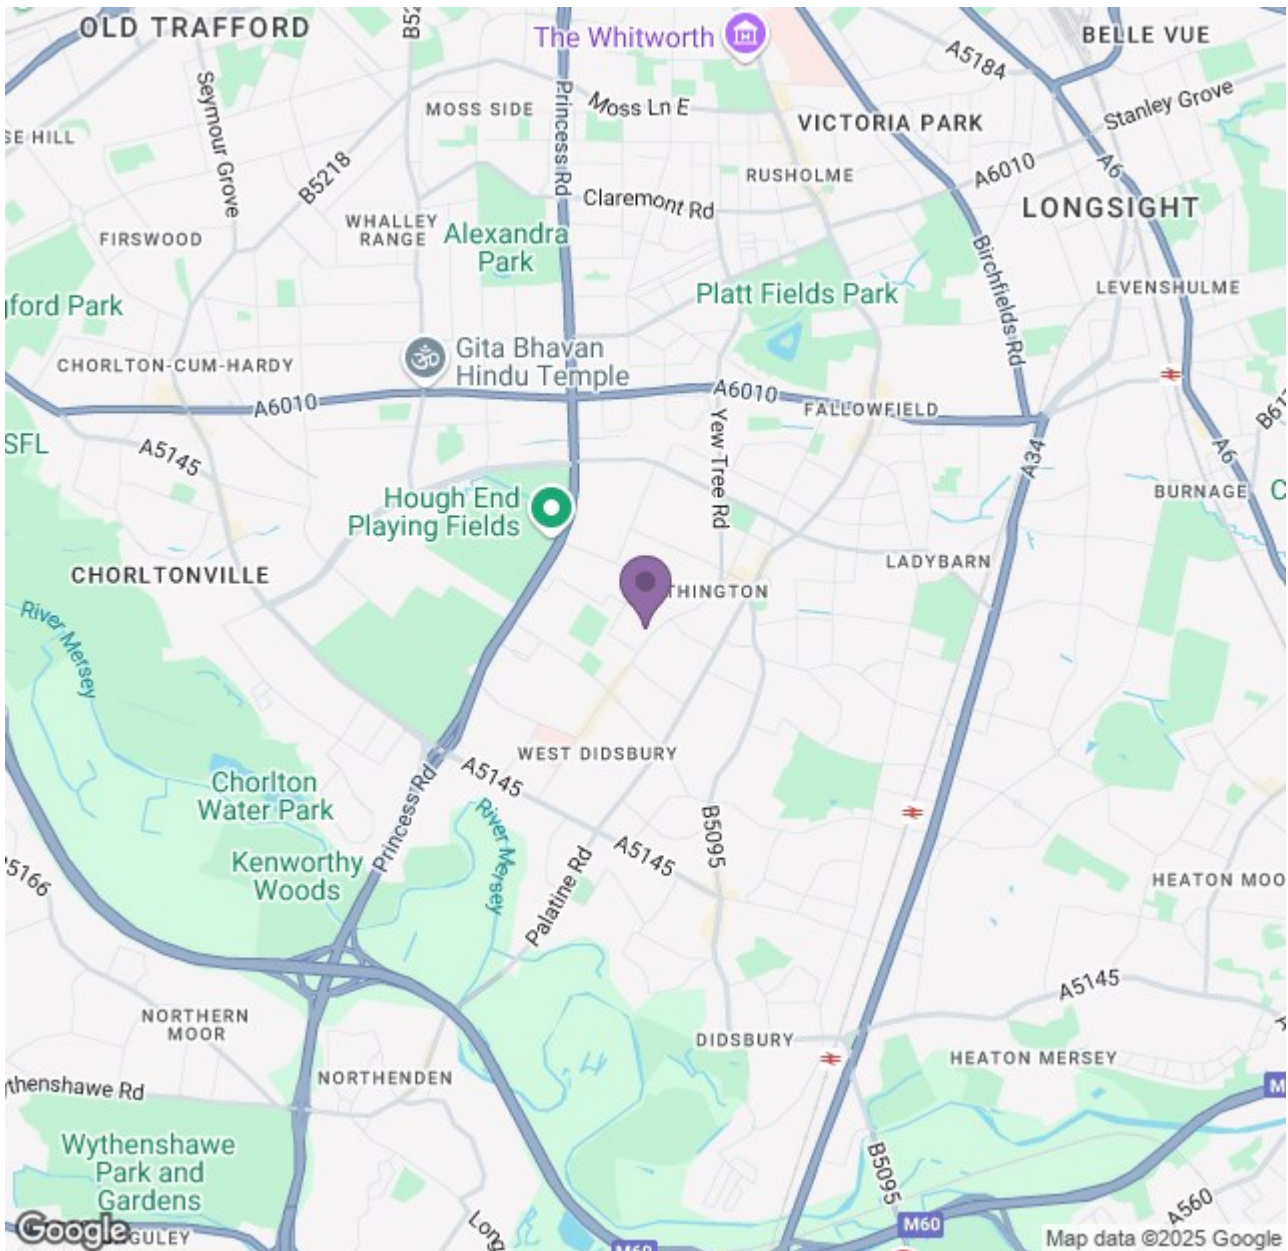 OLD TRAFFORD
B52
The Whitworth
A5184
BELLE VUE
Seymour Grove
MOSS SIDE
Princess Rd
Moss Ln E
VICTORIA PARK
Stanley Grove
SE HILL
B5218
RUSHOLME
A6010
A6
Claremont Rd
LONGSIGHT
FIRSWOOD
WHALLEY
RANGE
Alexandra
Park
Birchfields Rd
ford Park
Platt Fields Park
LEVENSHULME
Gita Bhavan
Hindu Temple
CHORLTON-CUM-HARDY
A6010
A6010
FALLOWFIELD
B61
SFL
A5145
Yew Tree Rd
A34
A6
Hough End
Playing Fields
BURNAGE
C
CHORLTONVILLE
LADYBARN
THINGTON
River Mersey
WEST DIDSBURY
Chorlton
Water Park
A5145
Princess Rd
River Mersey
B5095
A5145
Kenworthy
Woods
5166
Palatine Rd
HEATON MOO
A5145
NORTHERN
MOOR
DIDSBURY
HEATON MERSEY
NORTHENDEN
ythenshawe Rd
M
Wythenshawe
Park and
Gardens
B5095
A560
Long
M60
M60
Google
GULEY
Map data ©2025 Google